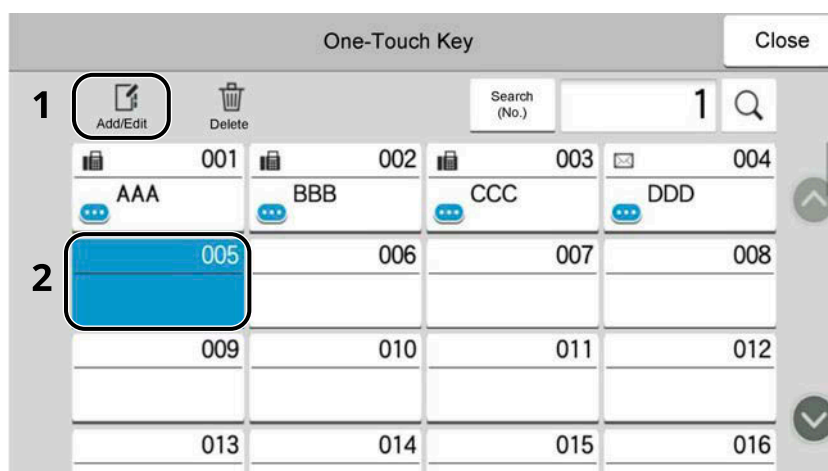 One-Touch Key
Close
1
Add/Edit
Delete
Search
(No.)
1
001
002
003
004
AAA
BBB
CCC
DDD
2
005
006
007
008
009
010
011
012
013
014
015
016